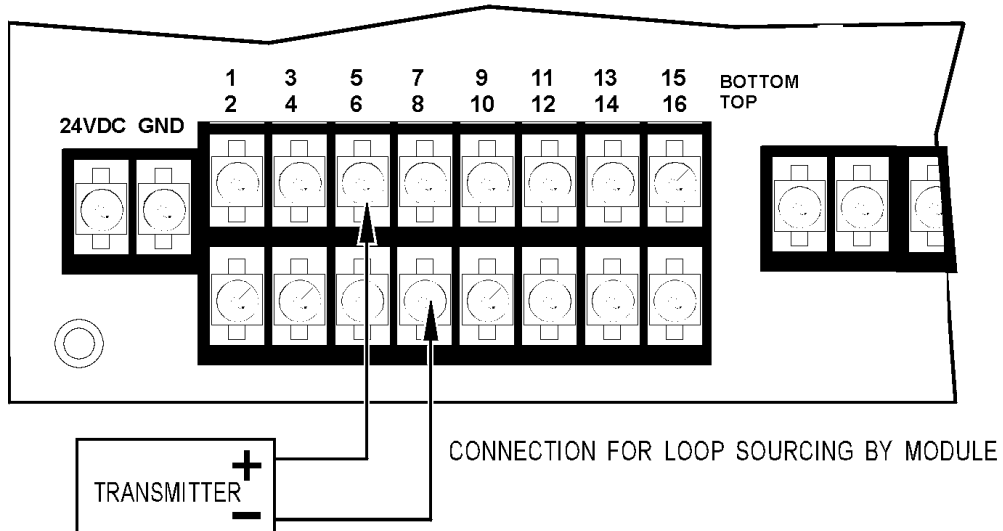 1 3 5 7 9 11 13 15 BOTTOM
2 4 6 8 10 12 14 16 TOP
24VDC GND
TRANSMITTER + −
CONNECTION FOR LOOP SOURCING BY MODULE